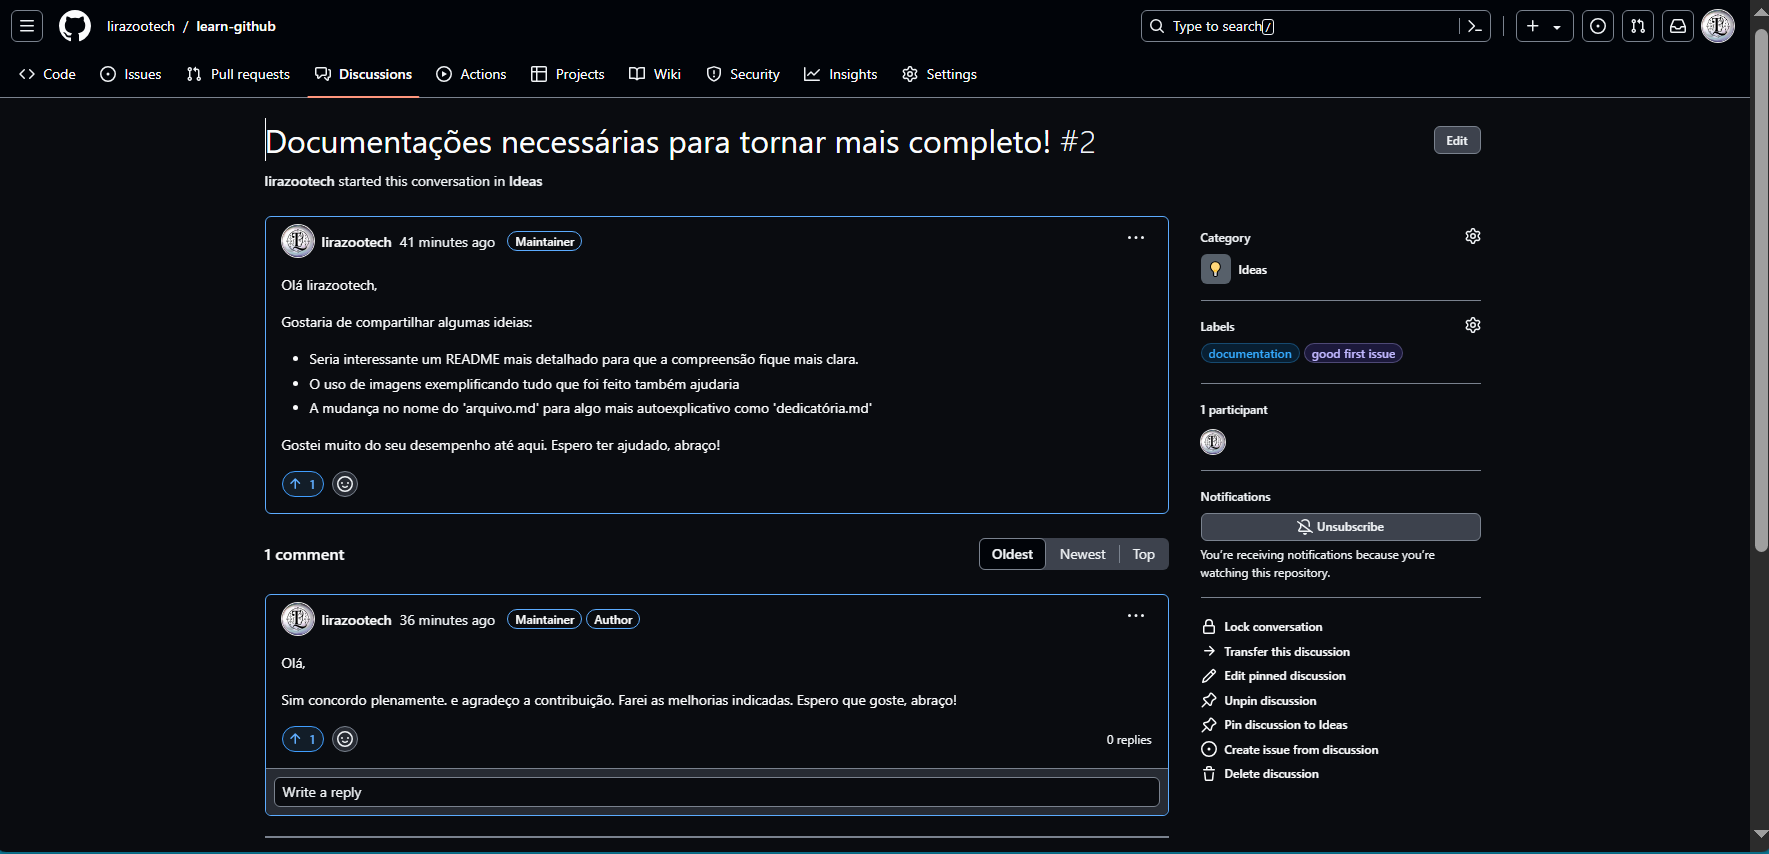 lirazootech / learn-github
Type to search /
Code Issues Pull requests Discussions Actions Projects Wiki Security Insights Settings
Documentações necessárias para tornar mais completo! #2
Edit
lirazootech started this conversation in Ideas
lirazootech 41 minutes ago Maintainer
Olá lirazootech,
Gostaria de compartilhar algumas ideias:
Seria interessante um README mais detalhado para que a compreensão fique mais clara.
O uso de imagens exemplificando tudo que foi feito também ajudaria
A mudança no nome do 'arquivo.md' para algo mais autoexplicativo como 'dedicatória.md'
Gostei muito do seu desempenho até aqui. Espero ter ajudado, abraço!
1
1 comment
Oldest Newest Top
lirazootech 36 minutes ago Maintainer Author
Olá,
Sim concordo plenamente. e agradeço a contribuição. Farei as melhorias indicadas. Espero que goste, abraço!
1
0 replies
Write a reply
Category
Ideas
Labels
documentation good first issue
1 participant
Notifications
Unsubscribe
You're receiving notifications because you're
watching this repository.
Lock conversation
Transfer this discussion
Edit pinned discussion
Unpin discussion
Pin discussion to Ideas
Create issue from discussion
Delete discussion